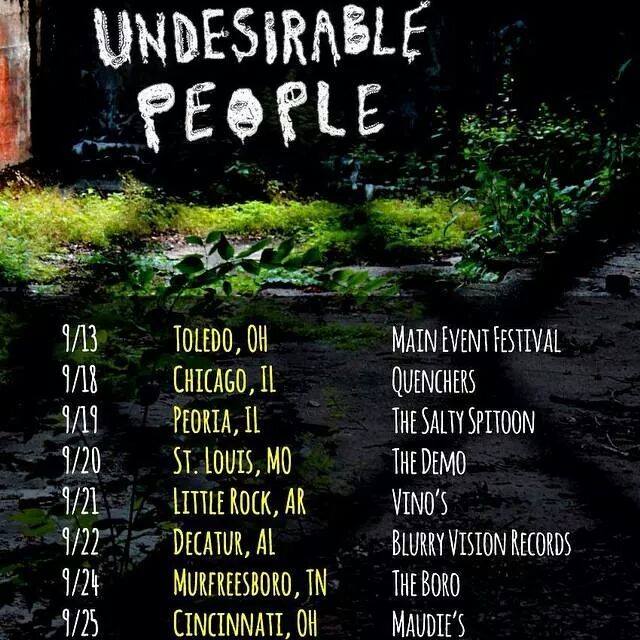 UNDESIRABLE
PEOPLE
9/13 TOLEDO, OH MAIN EVENT FESTIVAL
9/18 CHICAGO, IL QUENCHERS
9/19 PEORIA, IL THE SALTY SPITOON
9/20 ST. LOUIS, MO THE DEMO
9/21 LITTLE ROCK, AR VINO'S
9/22 DECATUR, AL BLURRY VISION RECORDS
9/24 MURFREESBORO, TN THE BORO
9/25 CINCINNATI, OH MAUDIE'S